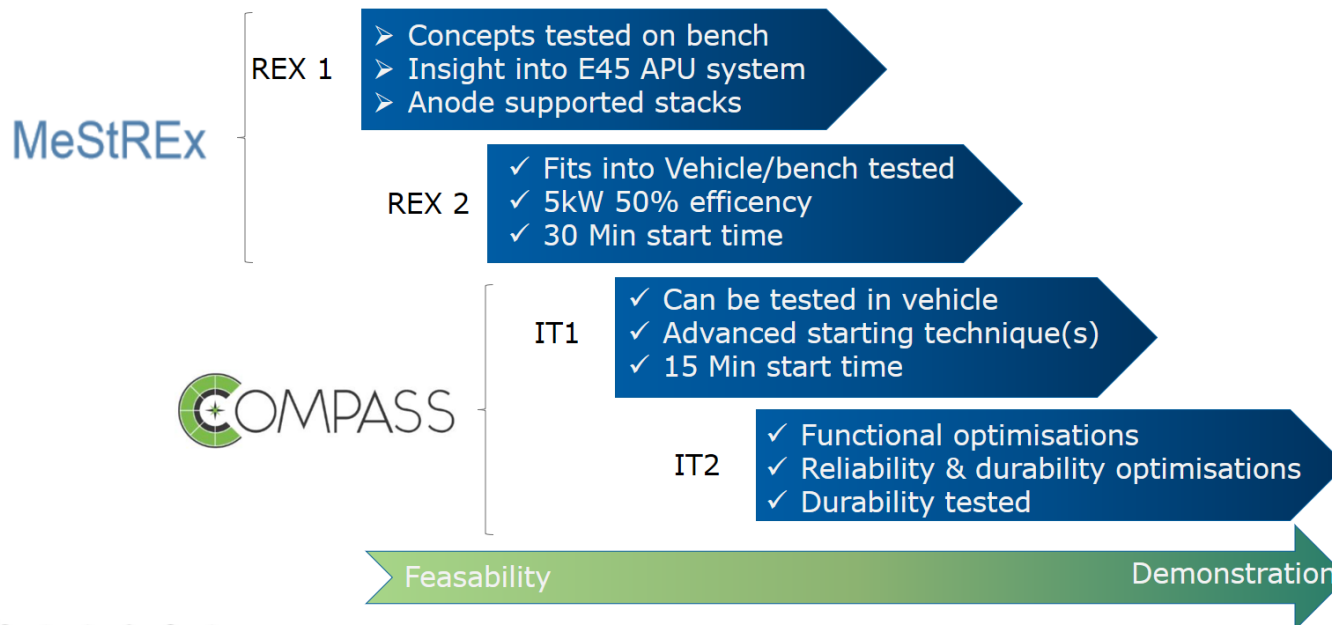 REX 1
➢ Concepts tested on bench
➢ Insight into E45 APU system
➢ Anode supported stacks
MeStREx
REX 2
✓ Fits into Vehicle/bench tested
✓ 5kW 50% efficency
✓ 30 Min start time
IT1
✓ Can be tested in vehicle
✓ Advanced starting technique(s)
✓ 15 Min start time
COMPASS
IT2
✓ Functional optimisations
✓ Reliability & durability optimisations
✓ Durability tested
Feasability
Demonstration